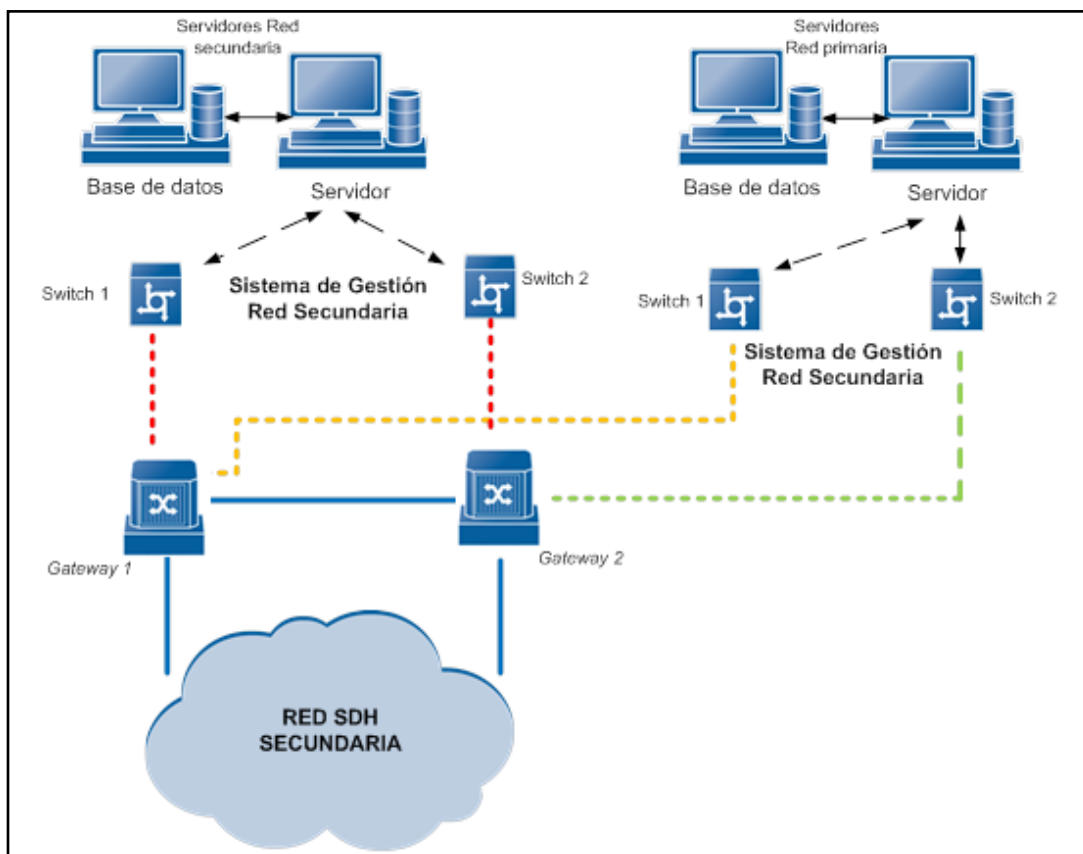 Servidores Red
secundaria
Servidores
Red primaria
Base de datos
Servidor
Base de datos
Servidor
Switch 1
Sistema de Gestión
Red Secundaria
Switch 2
Switch 1
Switch 2
Sistema de Gestión
Red Secundaria
Gateway 1
Gateway 2
RED SDH
SECUNDARIA